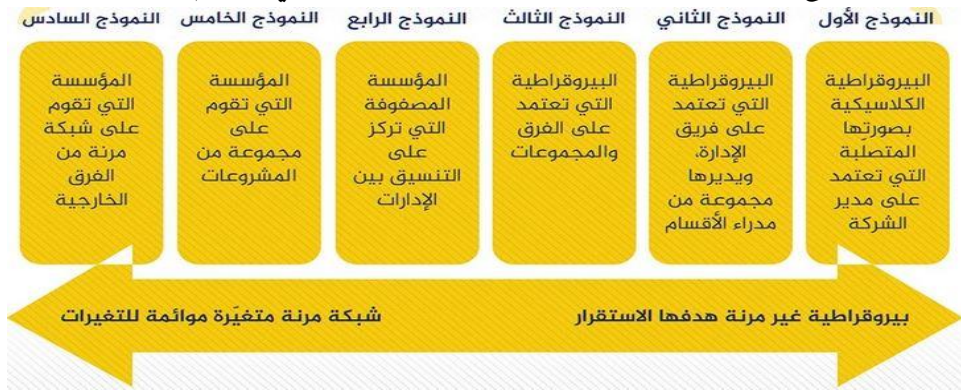 النموذج الأول
النموذج الثاني
النموذج الثالث
النموذج الرابع
النموذج الخامس
النموذج السادس
البيروقراطية
الكلاسيكية
بصورتها
المتصلّبة
التي تعتمد
على مدير
الشركة
البيروقراطية
التي تعتمد
على فريق
الإدارة،
ويديرها
مجموعة من
مدراء الأقسام
البيروقراطية
التي تعتمد
على الفرق
والمجموعات
المؤسسة
المصفوفة
التي تركز
على
التنسيق بين
الإدارات
المؤسسة
التي تقوم
على
مجموعة من
المشروعات
المؤسسة
التي تقوم
على شبكة
مرنة من
الفرق
الخارجية
بيروقراطية غير مرنة هدفها الاستقرار
شبكة مرنة متغيّرة موائمة للتغيرات